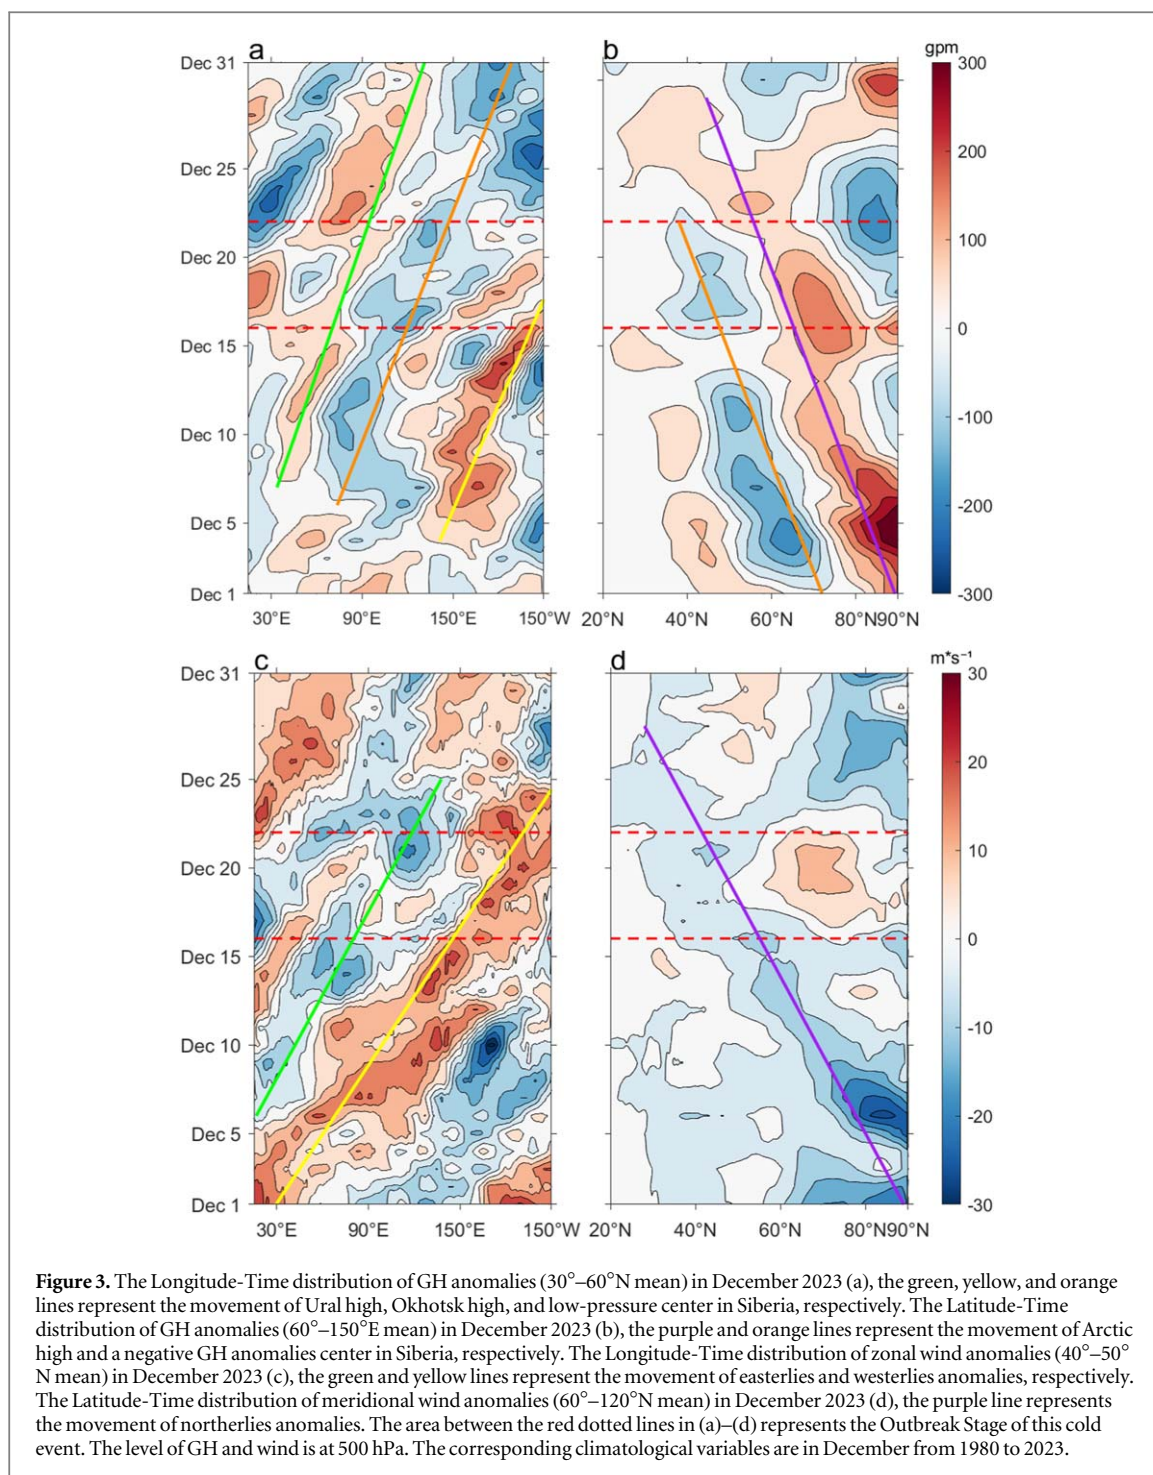 a
b
gpm
Dec 31
Dec 25
Dec 20
Dec 15
Dec 10
Dec 5
Dec 1
30°E 90°E 150°E 150°W
20°N 40°N 60°N 80°N90°N
300
200
100
0
-100
-200
-300
c
d
m*s⁻¹
Dec 31
Dec 25
Dec 20
Dec 15
Dec 10
Dec 5
Dec 1
30°E 90°E 150°E 150°W
20°N 40°N 60°N 80°N90°N
30
20
10
0
-10
-20
-30
Figure 3. The Longitude-Time distribution of GH anomalies (30°–60°N mean) in December 2023 (a), the green, yellow, and orange
lines represent the movement of Ural high, Okhotsk high, and low-pressure center in Siberia, respectively. The Latitude-Time
distribution of GH anomalies (60°–150°E mean) in December 2023 (b), the purple and orange lines represent the movement of Arctic
high and a negative GH anomalies center in Siberia, respectively. The Longitude-Time distribution of zonal wind anomalies (40°–50°
N mean) in December 2023 (c), the green and yellow lines represent the movement of easterlies and westerlies anomalies, respectively.
The Latitude-Time distribution of meridional wind anomalies (60°–120°N mean) in December 2023 (d), the purple line represents
the movement of northerlies anomalies. The area between the red dotted lines in (a)–(d) represents the Outbreak Stage of this cold
event. The level of GH and wind is at 500 hPa. The corresponding climatological variables are in December from 1980 to 2023.